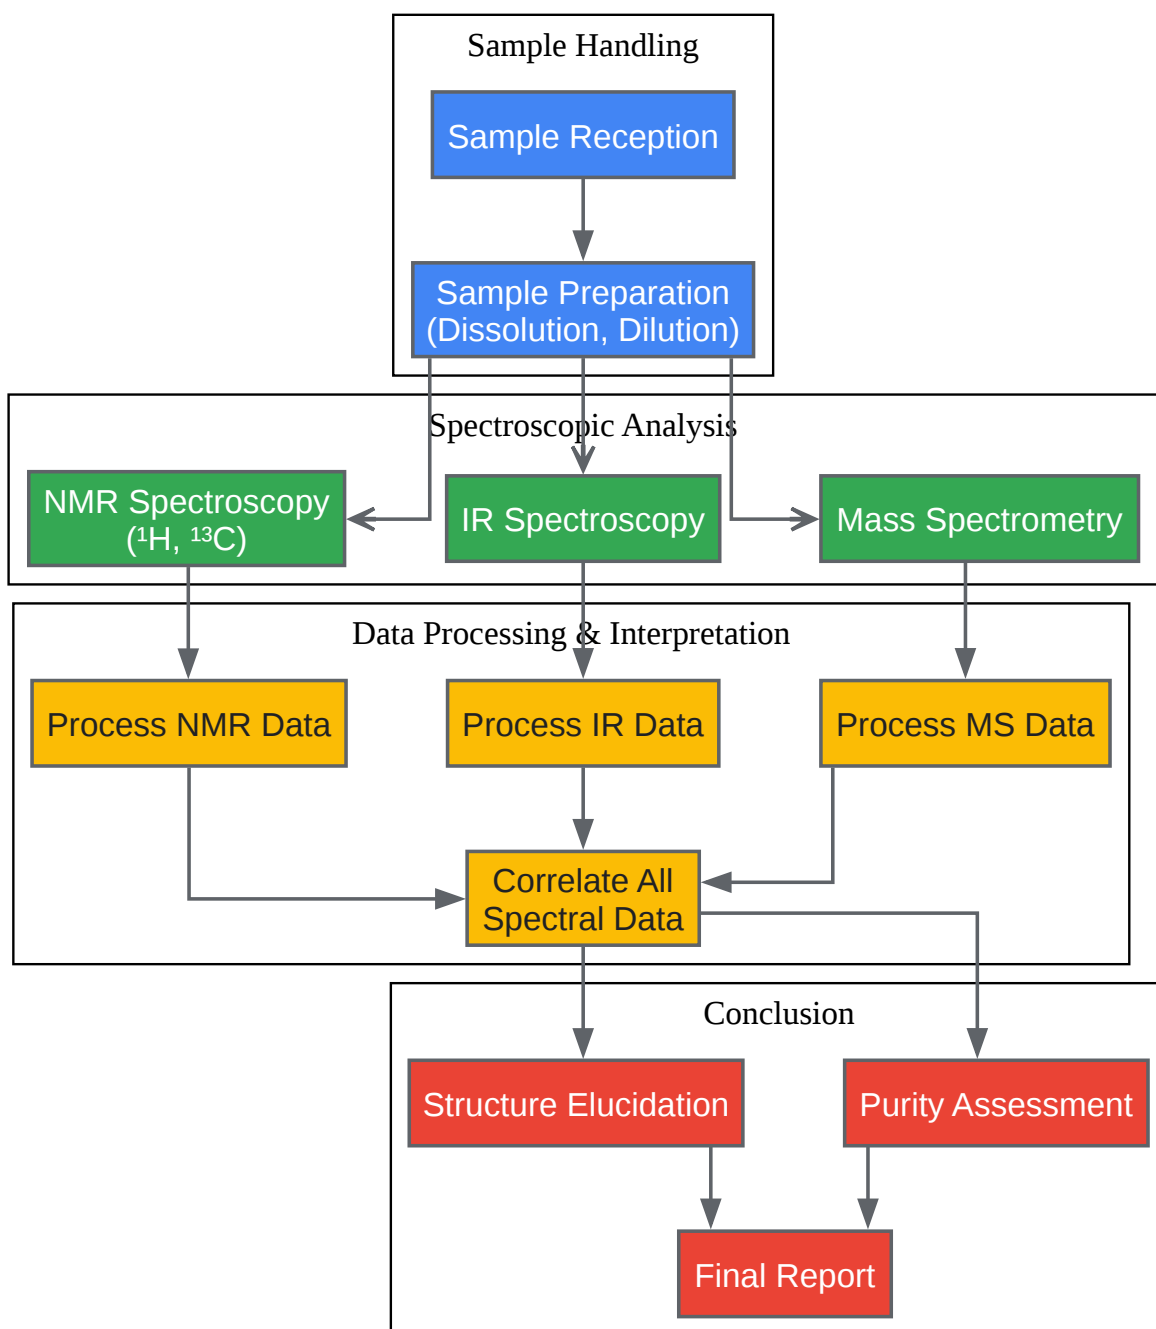 Sample Handling
Sample Reception
Sample Preparation
(Dissolution, Dilution)
Spectroscopic Analysis
NMR Spectroscopy
(¹H, ¹³C)
IR Spectroscopy
Mass Spectrometry
Data Processing & Interpretation
Process NMR Data
Process IR Data
Process MS Data
Correlate All
Spectral Data
Conclusion
Structure Elucidation
Purity Assessment
Final Report